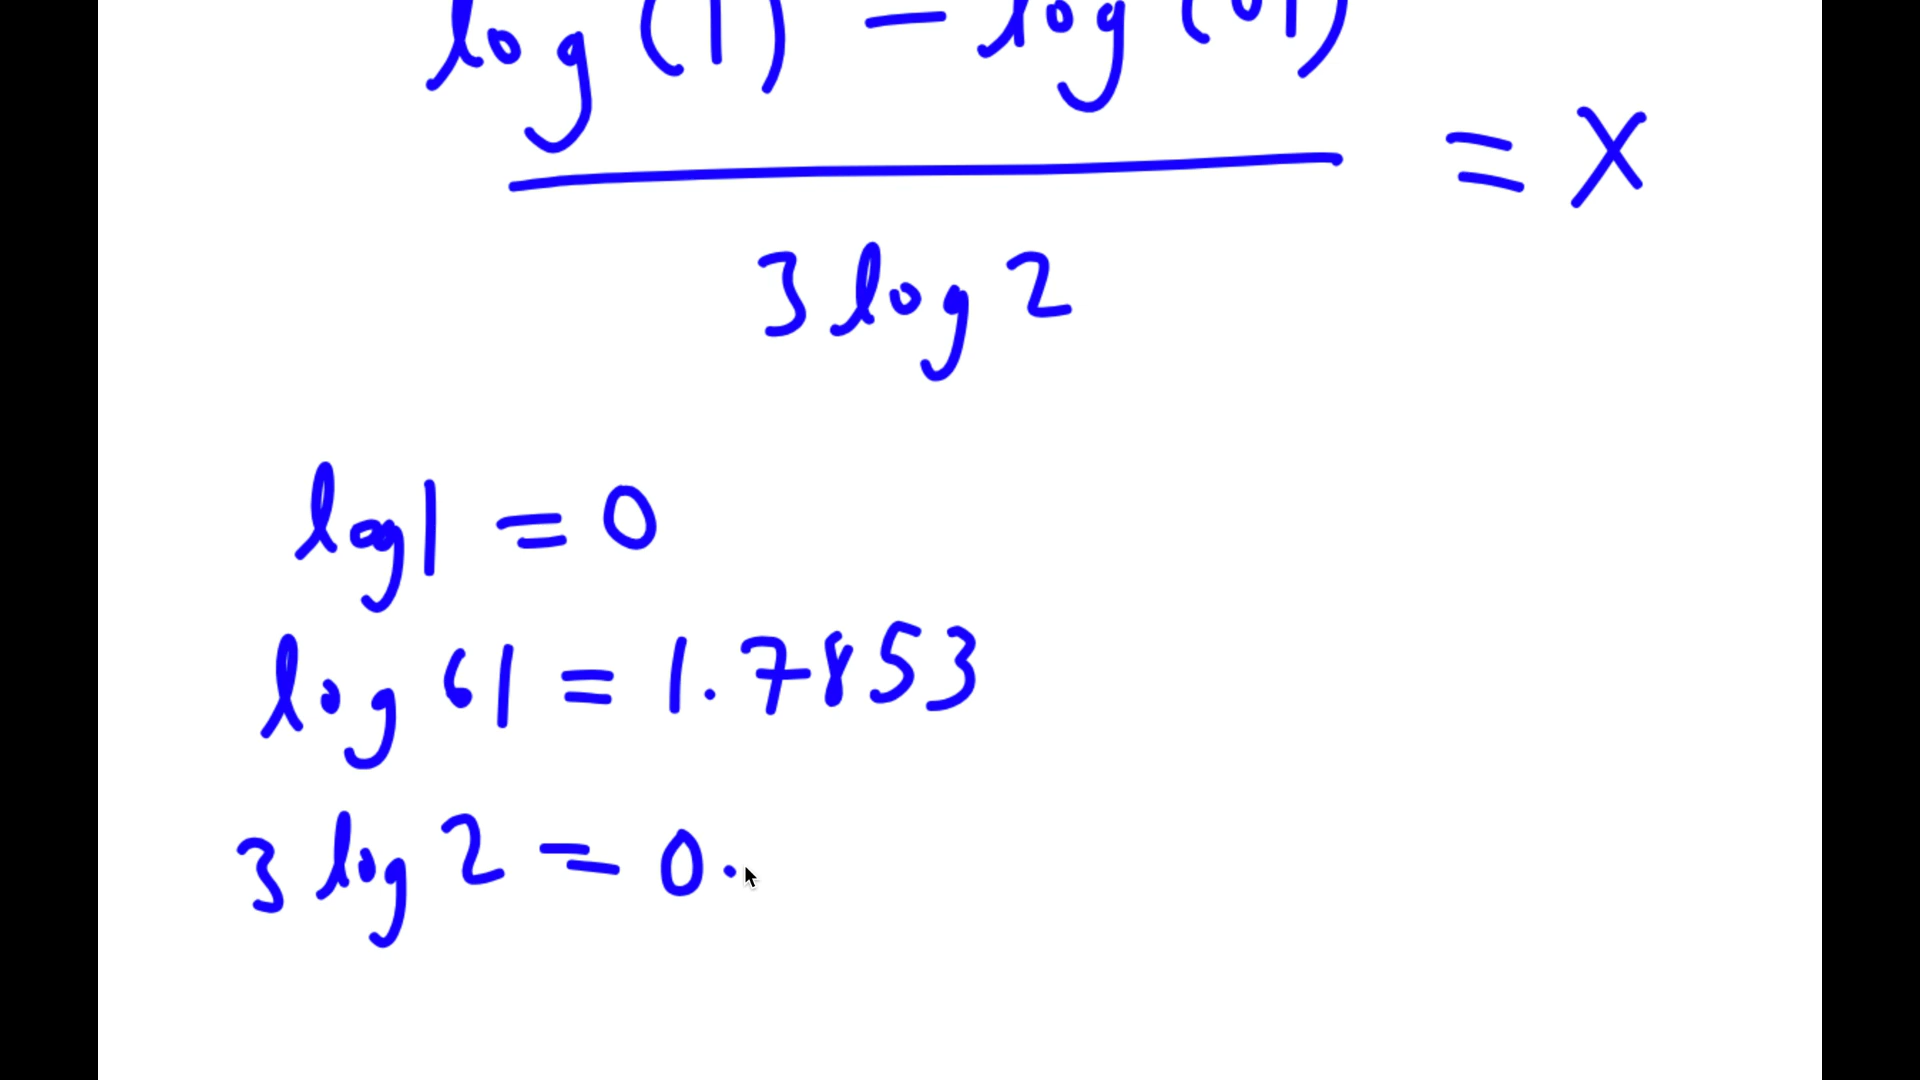 log(1) - log(61)
= X
3 log 2
log 1 = 0
log 61 = 1.7853
3 log 2 = 0.